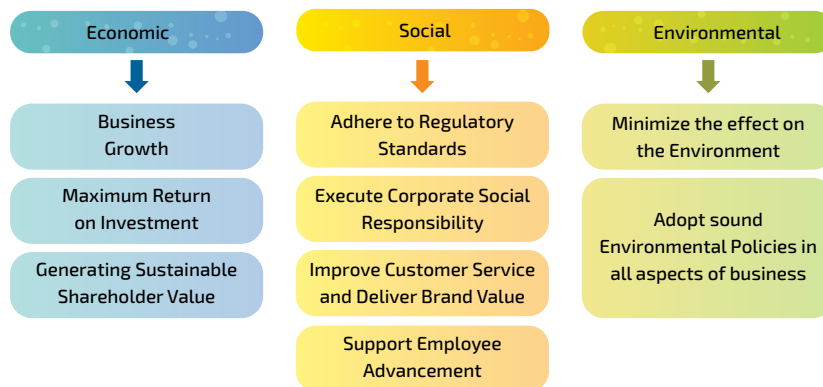 Economic
Business
Growth
Maximum Return
on Investment
Generating Sustainable
Shareholder Value
Social
Adhere to Regulatory
Standards
Execute Corporate Social
Responsibility
Improve Customer Service
and Deliver Brand Value
Support Employee
Advancement
Environmental
Minimize the effect on
the Environment
Adopt sound
Environmental Policies in
all aspects of business